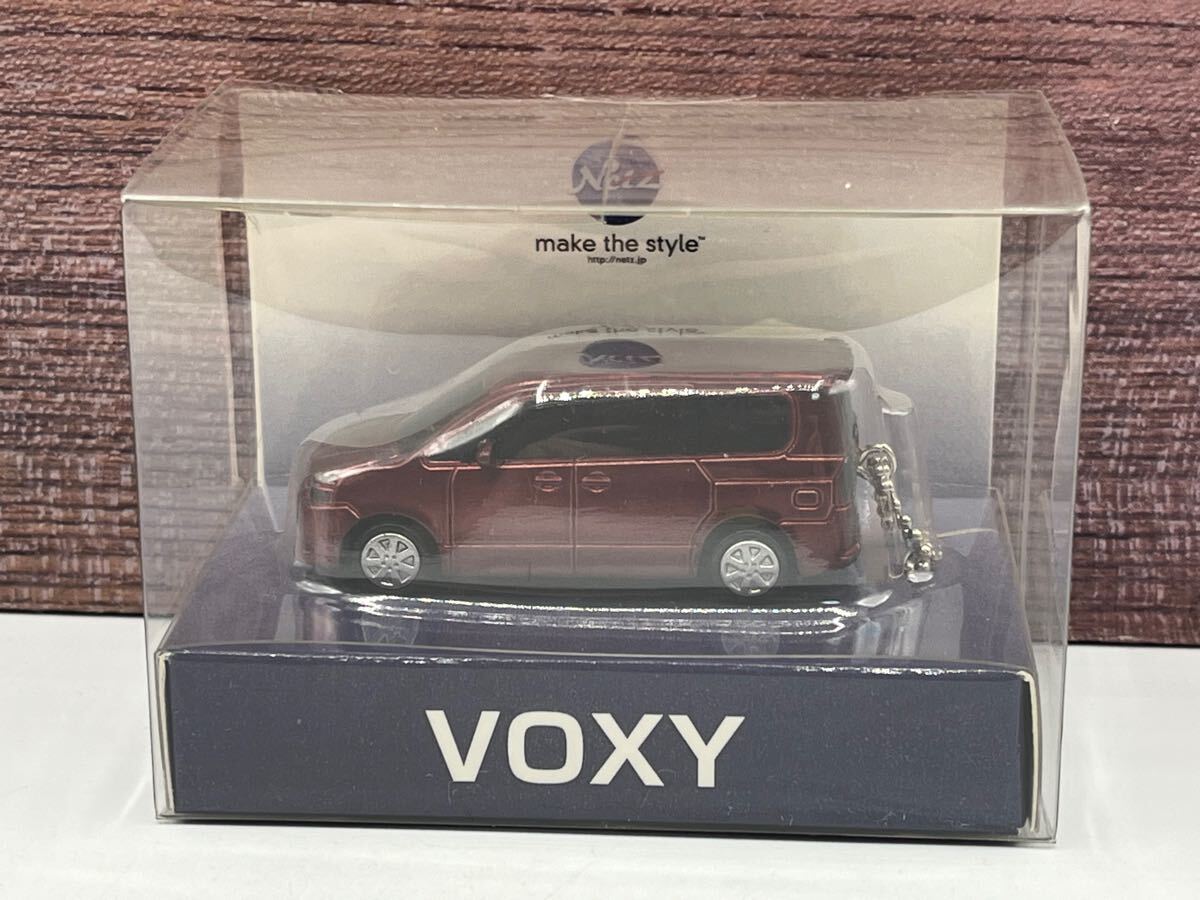 Netz
make the style™
http://netz.jp
VOXY